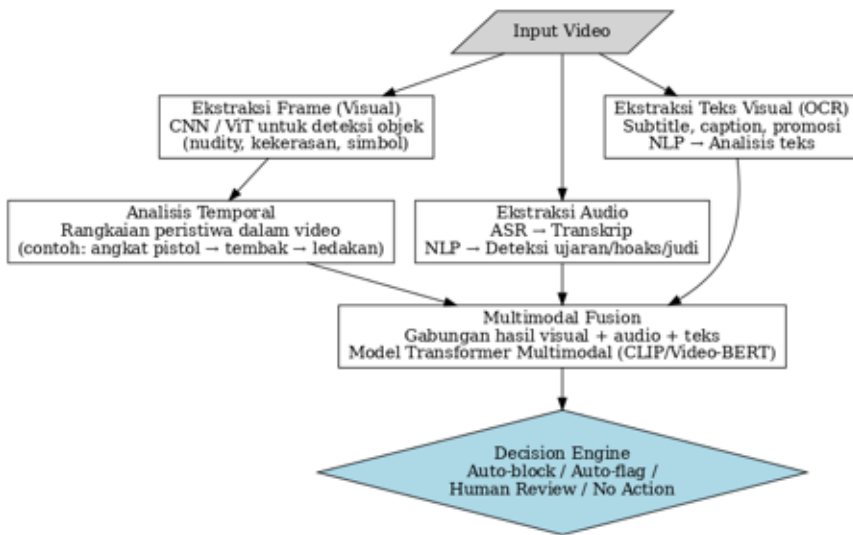 Input Video
Ekstraksi Frame (Visual)
CNN / ViT untuk deteksi objek
(nudity, kekerasan, simbol)
Ekstraksi Teks Visual (OCR)
Subtitle, caption, promosi
NLP → Analisis teks
Analisis Temporal
Rangkaian peristiwa dalam video
(contoh: angkat pistol → tembak → ledakan)
Ekstraksi Audio
ASR → Transkrip
NLP → Deteksi ujaran/hoaks/judi
Multimodal Fusion
Gabungan hasil visual + audio + teks
Model Transformer Multimodal (CLIP/Video-BERT)
Decision Engine
Auto-block / Auto-flag /
Human Review / No Action